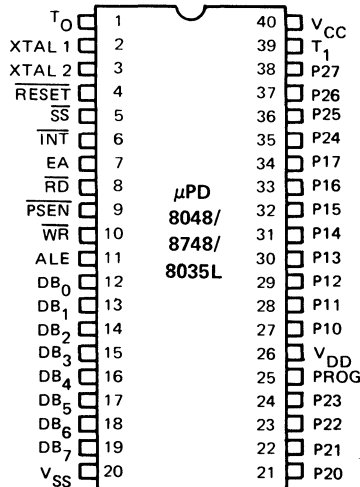 T0 1 40 VCC
XTAL 1 2 39 T1
XTAL 2 3 38 P27
RESET 4 37 P26
SS 5 36 P25
INT 6 35 P24
EA 7 34 P17
RD 8 33 P16
PSEN 9 32 P15
WR 10 31 P14
ALE 11 30 P13
DB0 12 29 P12
DB1 13 28 P11
DB2 14 27 P10
DB3 15 26 VDD
DB4 16 25 PROG
DB5 17 24 P23
DB6 18 23 P22
DB7 19 22 P21
VSS 20 21 P20
μPD
8048/
8748/
8035L